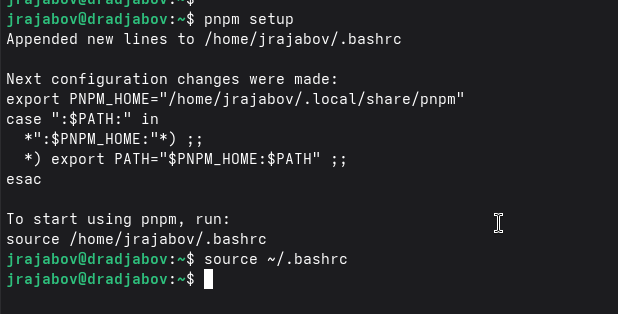 jrajabov@dradjabov:~$
jrajabov@dradjabov:~$ pnpm setup
Appended new lines to /home/jrajabov/.bashrc

Next configuration changes were made:
export PNPM_HOME="/home/jrajabov/.local/share/pnpm"
case ":$PATH:" in
  *":$PNPM_HOME:"*) ;;
  *) export PATH="$PNPM_HOME:$PATH" ;;
esac

To start using pnpm, run:
source /home/jrajabov/.bashrc
jrajabov@dradjabov:~$ source ~/.bashrc
jrajabov@dradjabov:~$